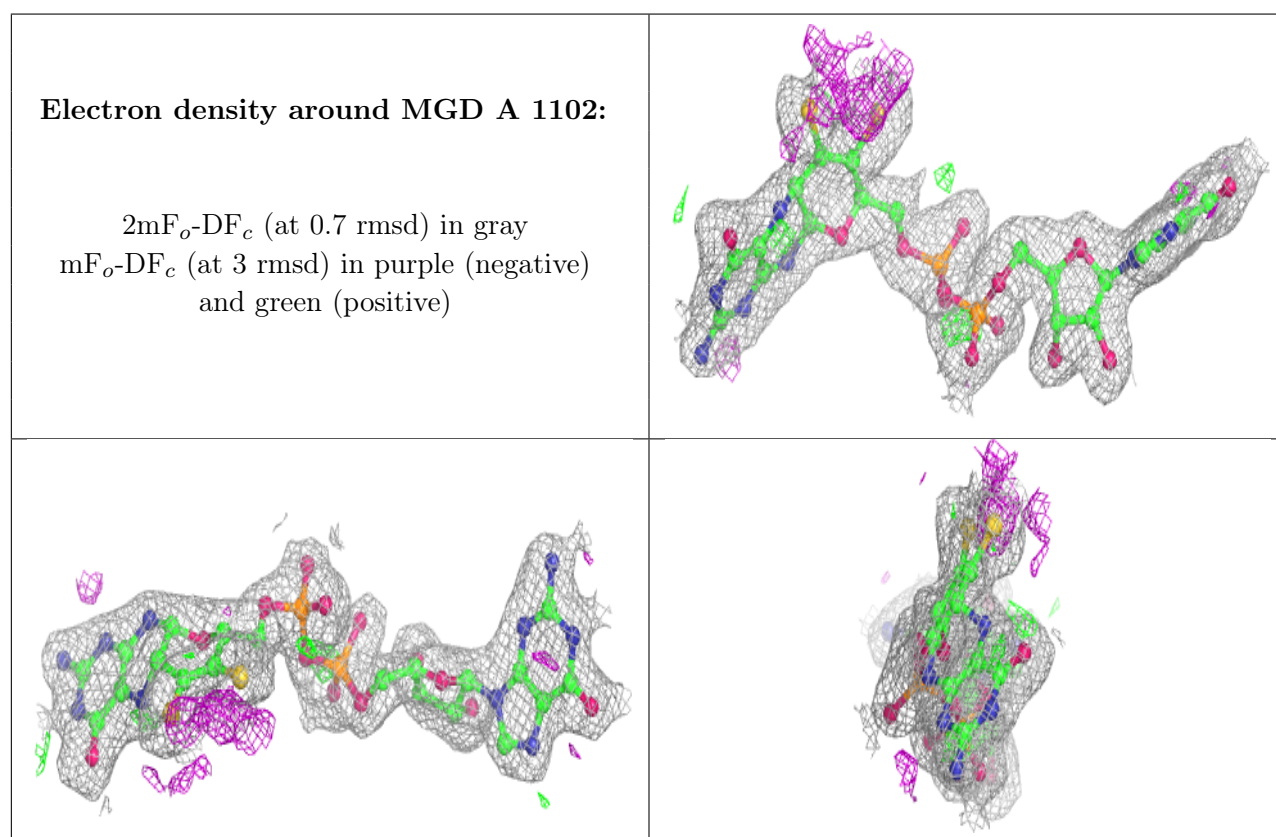 Electron density around MGD A 1102:
2mFo-DFc (at 0.7 rmsd) in gray
mFo-DFc (at 3 rmsd) in purple (negative)
and green (positive)